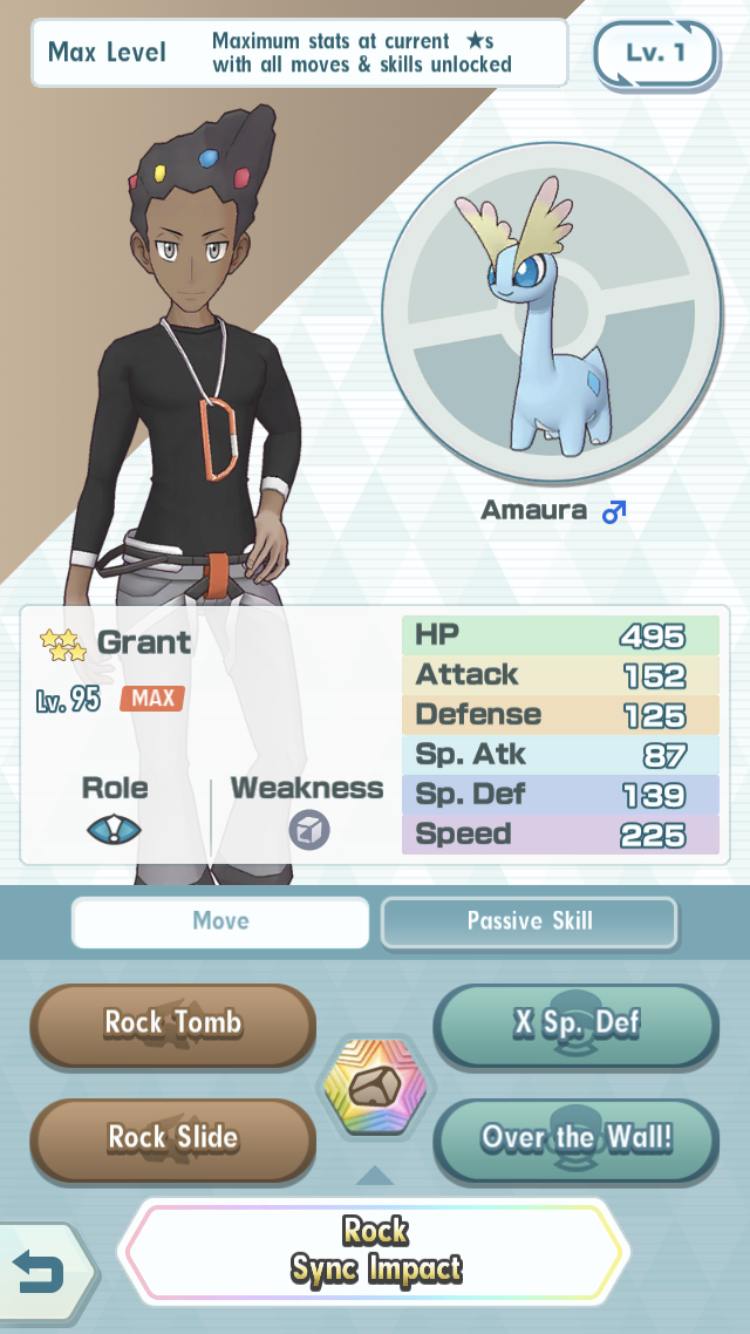 Max Level
Maximum stats at current ★s
with all moves & skills unlocked
Lv. 1
Amaura ♂
Grant
Lv. 95 MAX
Role
Weakness
HP 495
Attack 152
Defense 125
Sp. Atk 87
Sp. Def 139
Speed 225
Move
Passive Skill
Rock Tomb
X Sp. Def
Rock Slide
Over the Wall!
Rock
Sync Impact